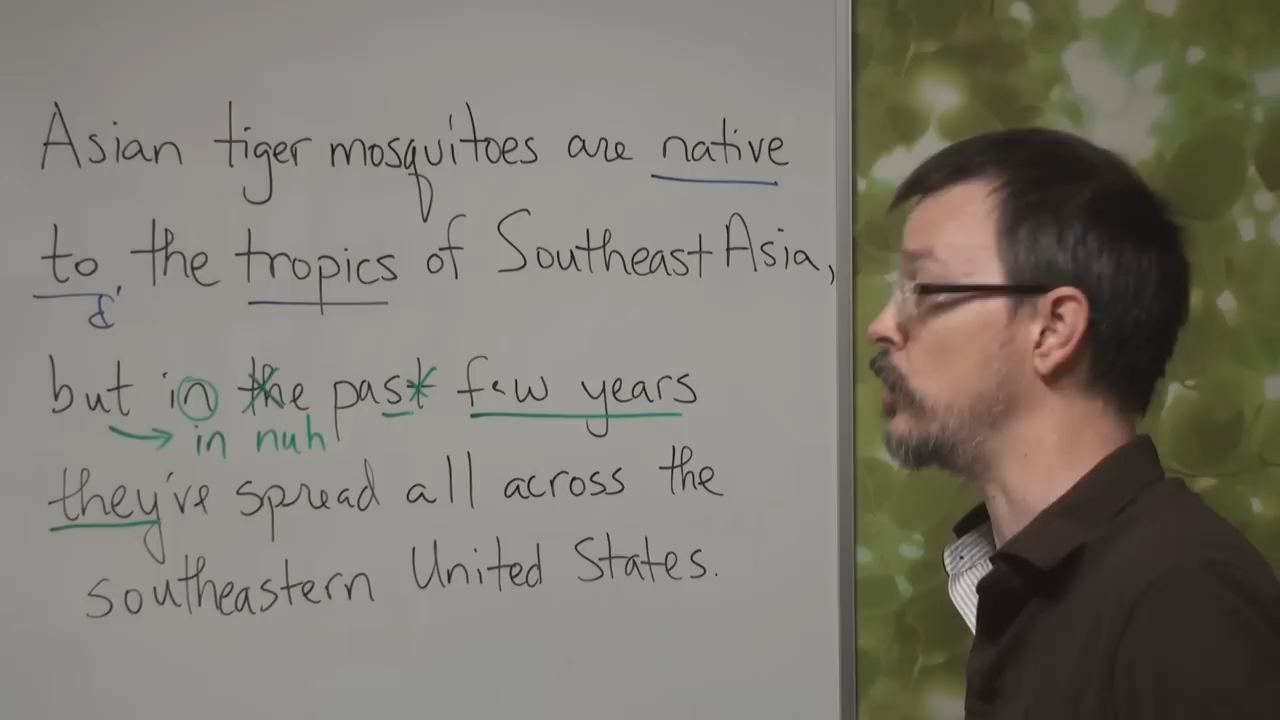 Asian tiger mosquitoes are native
to the tropics of Southeast Asia,
d'
but in the past few years
in nuh
they've spread all across the
southeastern United States.